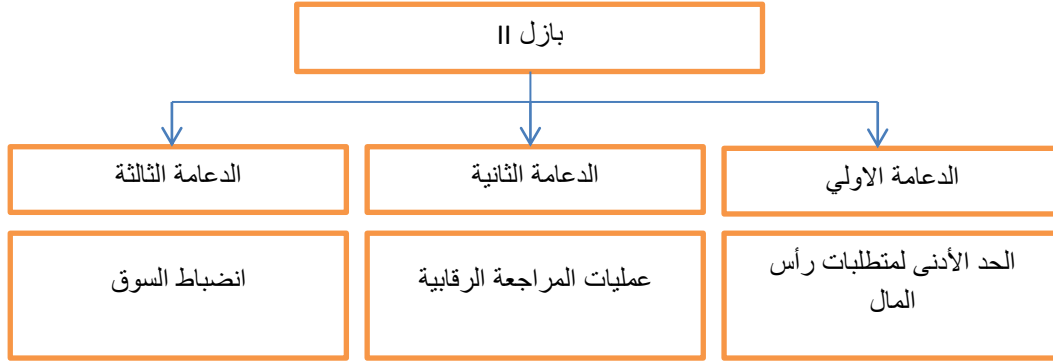 بازل II
الدعامة الاولي
الدعامة الثانية
الدعامة الثالثة
الحد الأدنى لمتطلبات رأس
المال
عمليات المراجعة الرقابية
انضباط السوق